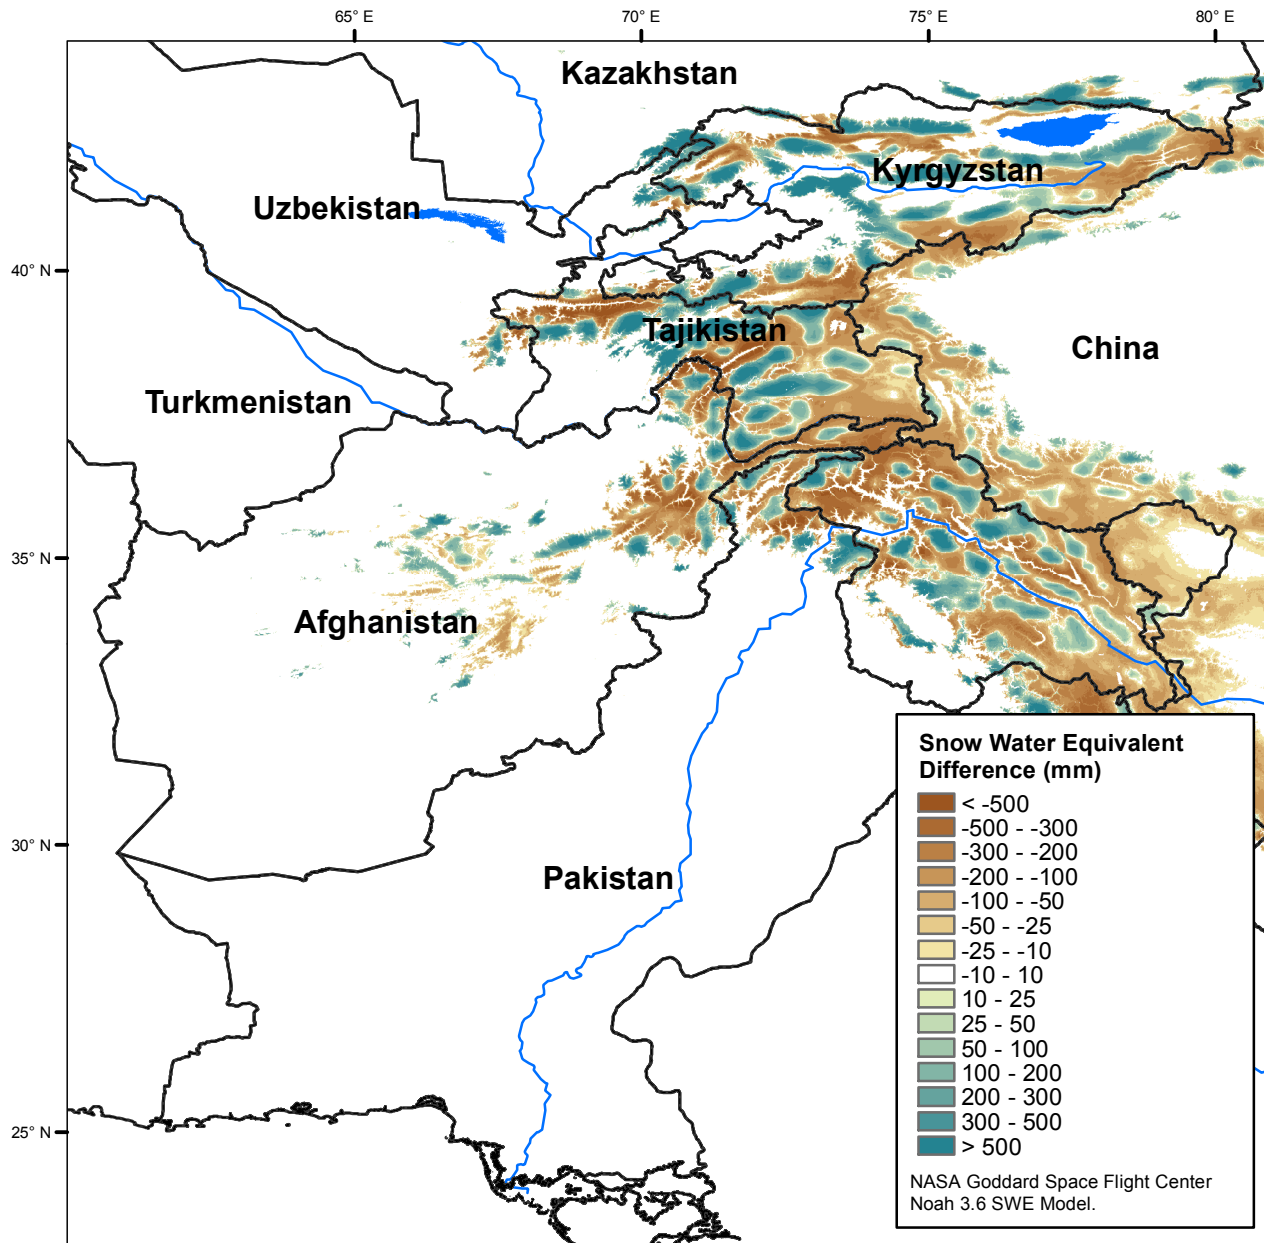 65° E
70° E
75° E
80° E
Kazakhstan
Kyrgyzstan
Uzbekistan
40° N
Tajikistan
China
Turkmenistan
35° N
Afghanistan
Snow Water Equivalent
Difference (mm)
< -500
-500 - -300
-300 - -200
-200 - -100
-100 - -50
-50 - -25
-25 - -10
-10 - 10
10 - 25
25 - 50
50 - 100
100 - 200
200 - 300
300 - 500
> 500
NASA Goddard Space Flight Center
Noah 3.6 SWE Model.
30° N
Pakistan
25° N